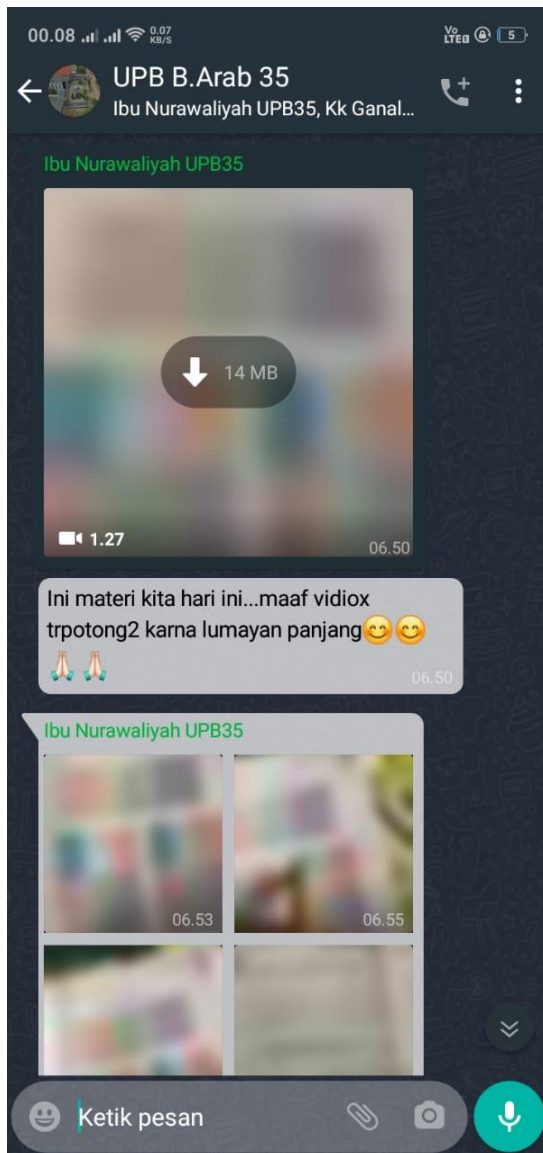 00.08 0.07 KB/S Vo LTE 5
UPB B.Arab 35
Ibu Nurawaliyah UPB35, Kk Ganal...
Ibu Nurawaliyah UPB35
14 MB
1.27 06.50
Ini materi kita hari ini...maaf vidiox
trpotong2 karna lumayan panjang😊😊
🙏🏻 🙏🏻 06.50
Ibu Nurawaliyah UPB35
06.53 06.55
Ketik pesan